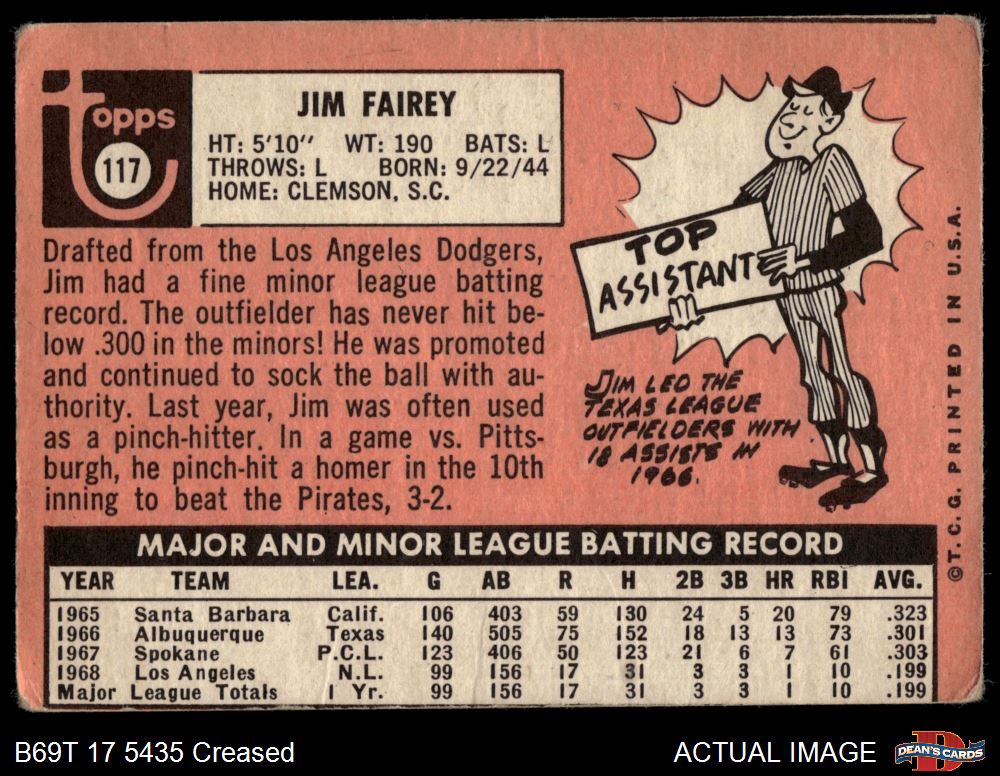 Topps
117
JIM FAIREY
HT: 5'10" WT: 190 BATS: L
THROWS: L BORN: 9/22/44
HOME: CLEMSON, S.C.
Drafted from the Los Angeles Dodgers,
Jim had a fine minor league batting
record. The outfielder has never hit be-
low .300 in the minors! He was promoted
and continued to sock the ball with au-
thority. Last year, Jim was often used
as a pinch-hitter. In a game vs. Pitts-
burgh, he pinch-hit a homer in the 10th
inning to beat the Pirates, 3-2.
TOP
ASSISTANT
JIM LED THE
TEXAS LEAGUE
OUTFIELDERS WITH
18 ASSISTS IN
1966.
©T.C.G. PRINTED IN U.S.A.
MAJOR AND MINOR LEAGUE BATTING RECORD
YEAR TEAM LEA. G AB R H 2B 3B HR RBI AVG.
1965 Santa Barbara Calif. 106 403 59 130 24 5 20 79 .323
1966 Albuquerque Texas 140 505 75 152 18 13 13 73 .301
1967 Spokane P.C.L. 123 406 50 123 21 6 7 61 .303
1968 Los Angeles N.L. 99 156 17 31 3 3 1 10 .199
Major League Totals 1 Yr. 99 156 17 31 3 3 1 10 .199
B69T 17 5435 Creased
ACTUAL IMAGE
DEAN'S CARDS